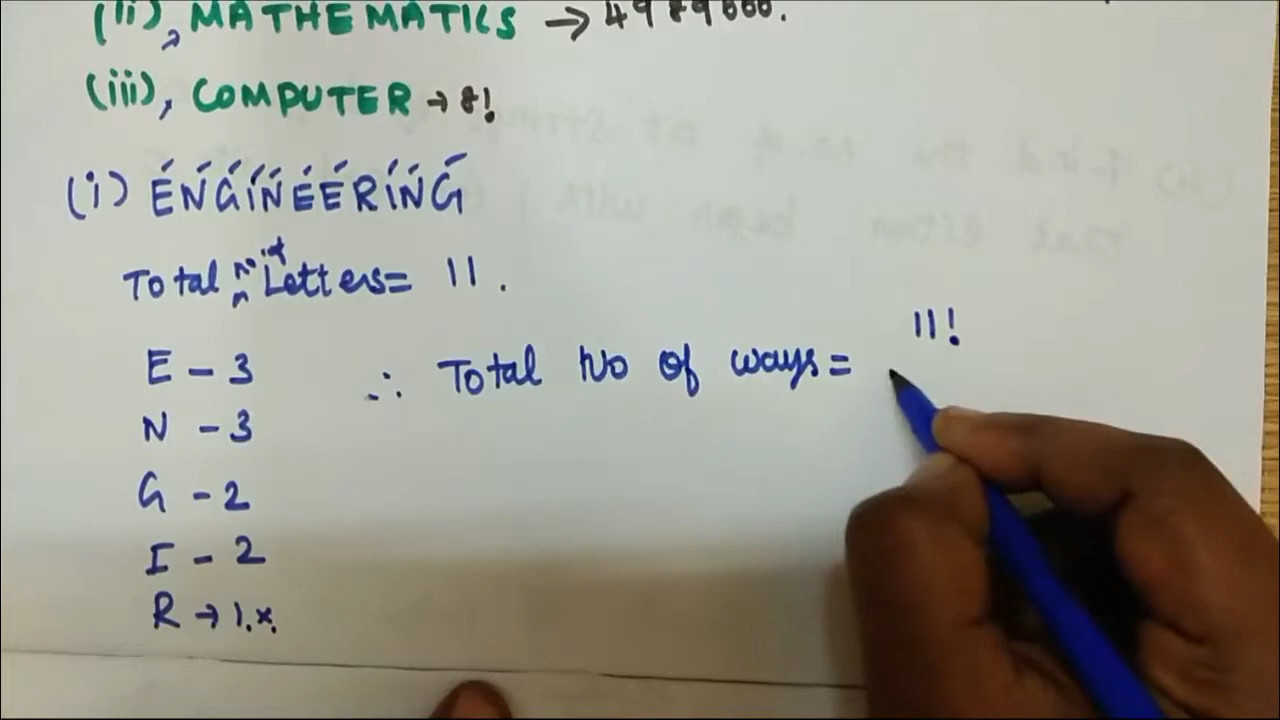 (ii), MATHEMATICS → 4989600.
(iii), COMPUTER → 8!
(i) ENGINEERING
Total no of Letters = 11.
E - 3
N - 3
G - 2
I - 2
R → 1.x.
∴ Total No of ways = 11!